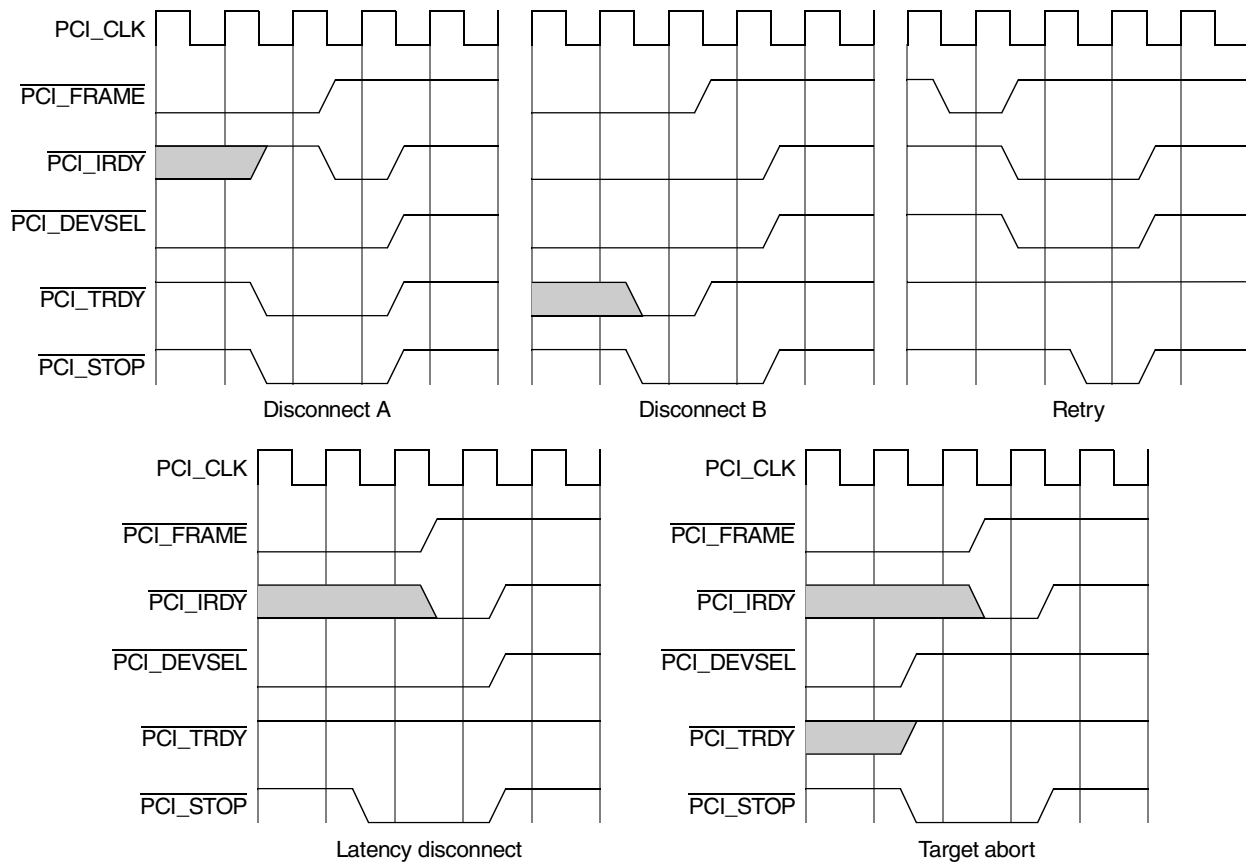 PCI_CLK
PCI_FRAME
PCI_IRDY
PCI_DEVSEL
PCI_TRDY
PCI_STOP
Disconnect A
Disconnect B
Retry
PCI_CLK
PCI_FRAME
PCI_IRDY
PCI_DEVSEL
PCI_TRDY
PCI_STOP
Latency disconnect
PCI_CLK
PCI_FRAME
PCI_IRDY
PCI_DEVSEL
PCI_TRDY
PCI_STOP
Target abort